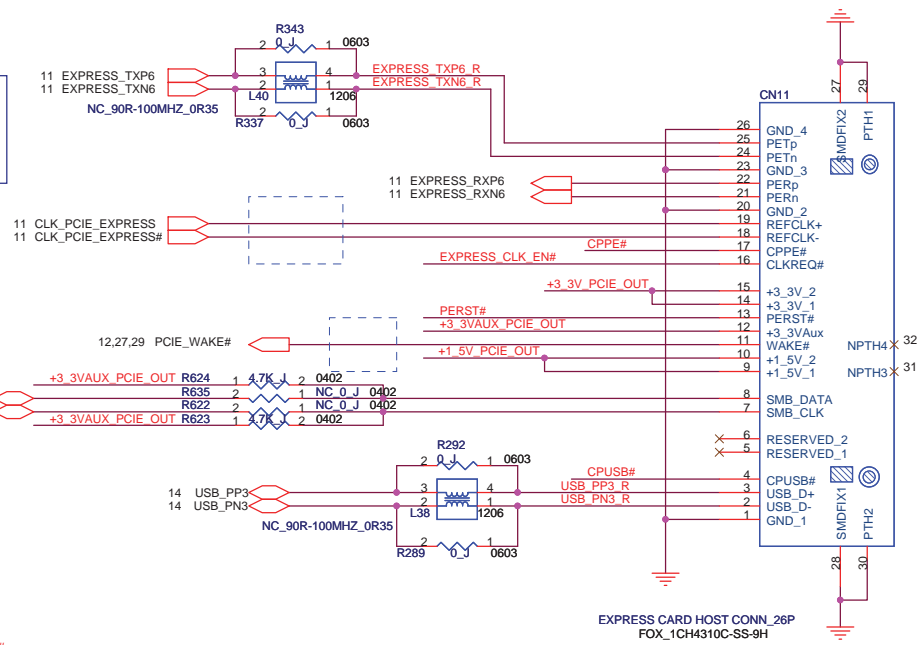 R343
0_J
2 1 0603
11 EXPRESS_TXP6 3 4 EXPRESS_TXP6_R
11 EXPRESS_TXN6 2 1 EXPRESS_TXN6_R
L40 1206
NC_90R-100MHZ_0R35
2 1
R337 0_J 0603
27 29
CN11
SMDFIX2 PTH1
26 GND_4
25 PETp
24 PETn
23 GND_3
11 EXPRESS_RXP6 22 PERp
11 EXPRESS_RXN6 21 PERn
20 GND_2
11 CLK_PCIE_EXPRESS 19 REFCLK+
11 CLK_PCIE_EXPRESS# 18 REFCLK-
CPPE# 17 CPPE#
EXPRESS_CLK_EN# 16 CLKREQ#
+3_3V_PCIE_OUT 15 +3_3V_2
14 +3_3V_1
PERST# 13 PERST#
+3_3VAUX_PCIE_OUT 12 +3_3VAux
12,27,29 PCIE_WAKE# 11 WAKE# NPTH4 32
+1_5V_PCIE_OUT 10 +1_5V_2
9 +1_5V_1 NPTH3 31
+3_3VAUX_PCIE_OUT R624 1 4.7K_J 2 0402
R635 2 1 NC_0_J 0402 8 SMB_DATA
R622 2 1 NC_0_J 0402 7 SMB_CLK
+3_3VAUX_PCIE_OUT R623 1 4.7K_J 2 0402
6 RESERVED_2
5 RESERVED_1
R292
2 0_J 1 0603
CPUSB# 4 CPUSB#
14 USB_PP3 3 4 USB_PP3_R 3 USB_D+
14 USB_PN3 2 1 USB_PN3_R 2 USB_D-
L38 1206 1 GND_1
NC_90R-100MHZ_0R35
2 1
R289 0_J 0603
SMDFIX1 PTH2
28 30
EXPRESS CARD HOST CONN_26P
FOX_1CH4310C-SS-9H